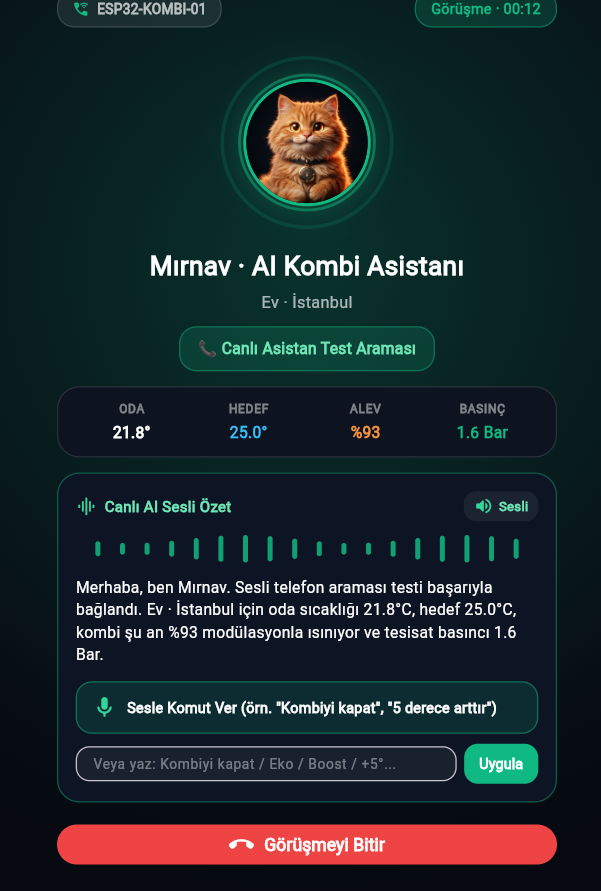 ESP32-KOMBI-01
Görüşme · 00:12
Mırnav · AI Kombi Asistanı
Ev · İstanbul
Canlı Asistan Test Araması
ODA HEDEF ALEV BASINÇ
21.8° 25.0° %93 1.6 Bar
Canlı AI Sesli Özet
Sesli
Merhaba, ben Mırnav. Sesli telefon araması testi başarıyla
bağlandı. Ev · İstanbul için oda sıcaklığı 21.8°C, hedef 25.0°C,
kombi şu an %93 modülasyonla ısınıyor ve tesisat basıncı 1.6
Bar.
Sesle Komut Ver (örn. "Kombiyi kapat", "5 derece arttır")
Veya yaz: Kombiyi kapat / Eko / Boost / +5°...
Uygula
Görüşmeyi Bitir